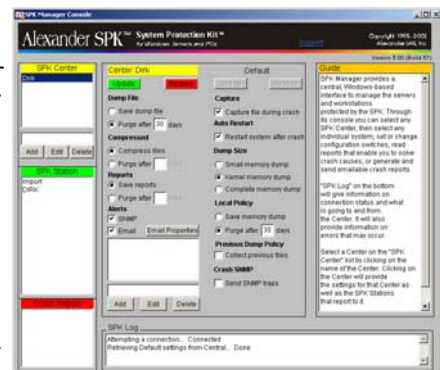 SPK Manager Console
Alexander SPK™ System Protection Kit™
for Windows Servers and PCs
Support
Copyright 1995-2003
Alexander LAN, Inc.
Version 5.00 (Build 57)
SPK Center
Dirk
Add Edit Delete
SPK Station
Import
DIRK
Crash Report
Center Dirk
Update
Dump File
Save dump file
Purge after 30 days
Compressed
Compress files
Purge after
Reports
Save reports
Purge after
Alerts
SNMP
Email Email Properties
Add Edit Delete
Default
Capture
Capture file during crash
Auto Restart
Restart system after crash
Dump Size
Small memory dump
Kernel memory dump
Complete memory dump
Local Policy
Save memory dump
Purge after 30 days
Previous Dump Policy
Collect previous files
Crash SNMP
Send SNMP traps
Guide
SPK Manager provides a
central, Windows-based
interface to manage the servers
and workstations
protected by the SPK. Through
its console you can select any
SPK Center, then select any
individual system, set or change
configuration switches, read
reports that enable you to solve
crash causes, or generate and
send emailable crash reports.
"SPK Log" on the bottom
will give information on
connection status and what
is going to and from
the Center. It will also
provide information on
errors that may occur.
Select a Center on the "SPK
Center" list by clicking on the
name of the Center. Clicking on
the Center will provide
the settings for that Center as
well as the SPK Stations
that report to it.
SPK Log
Attempting a connection... Connected
Retrieving Default settings from Central... Done